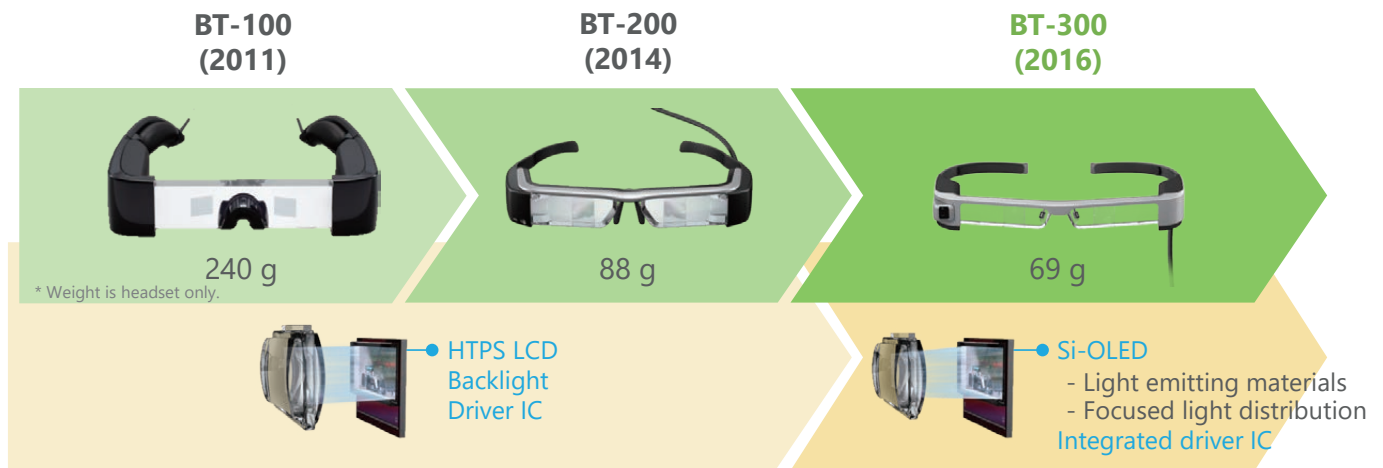 BT-100
(2011)
BT-200
(2014)
BT-300
(2016)
240 g
* Weight is headset only.
88 g
69 g
HTPS LCD
Backlight
Driver IC
Si-OLED
- Light emitting materials
- Focused light distribution
Integrated driver IC